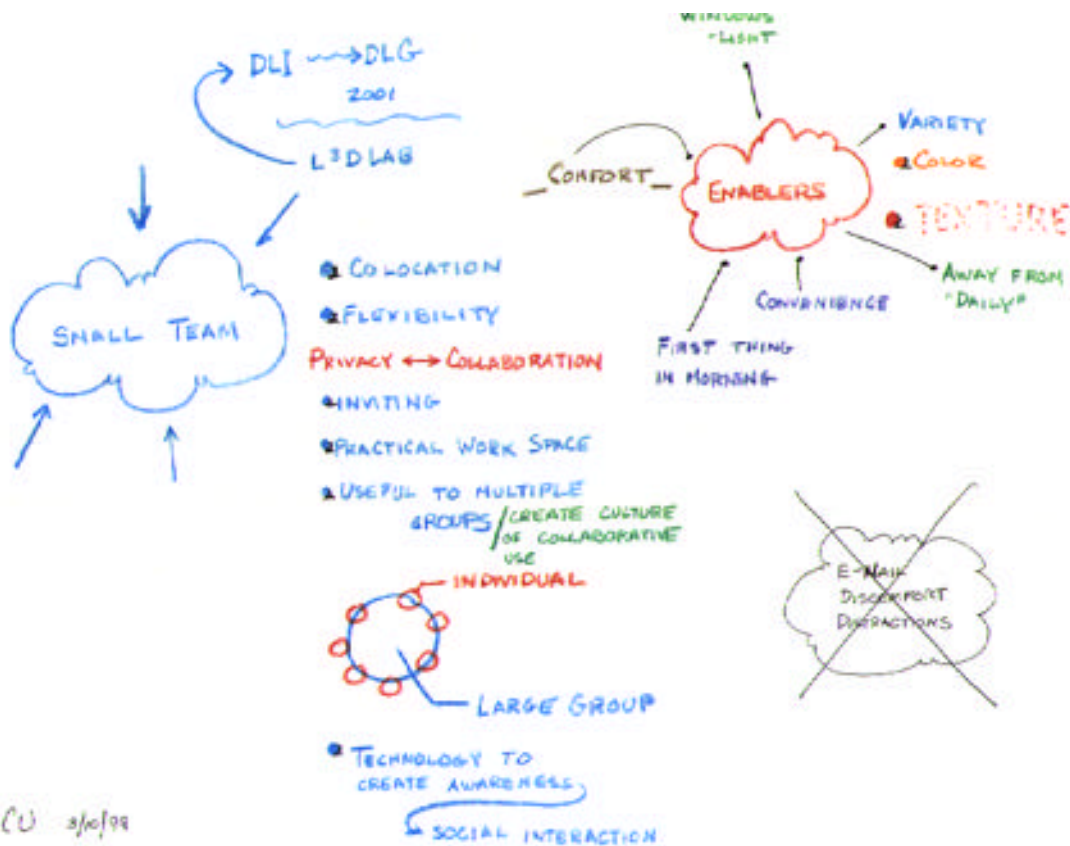 DLI → DLG
2001
L³DLAB
SMALL TEAM
COLOCATION
FLEXIBILITY
PRIVACY ↔ COLLABORATION
INVITING
PRACTICAL WORK SPACE
USEFUL TO MULTIPLE
GROUPS / CREATE CULTURE
OF COLLABORATIVE
USE
INDIVIDUAL
LARGE GROUP
TECHNOLOGY TO
CREATE AWARENESS
SOCIAL INTERACTION
WINDOWS
-LIGHT
COMFORT
ENABLERS
VARIETY
COLOR
TEXTURE
AWAY FROM
"DAILY"
CONVENIENCE
FIRST THING
IN MORNING
E-MAIL
DISCOMFORT
DISTRACTIONS
CU